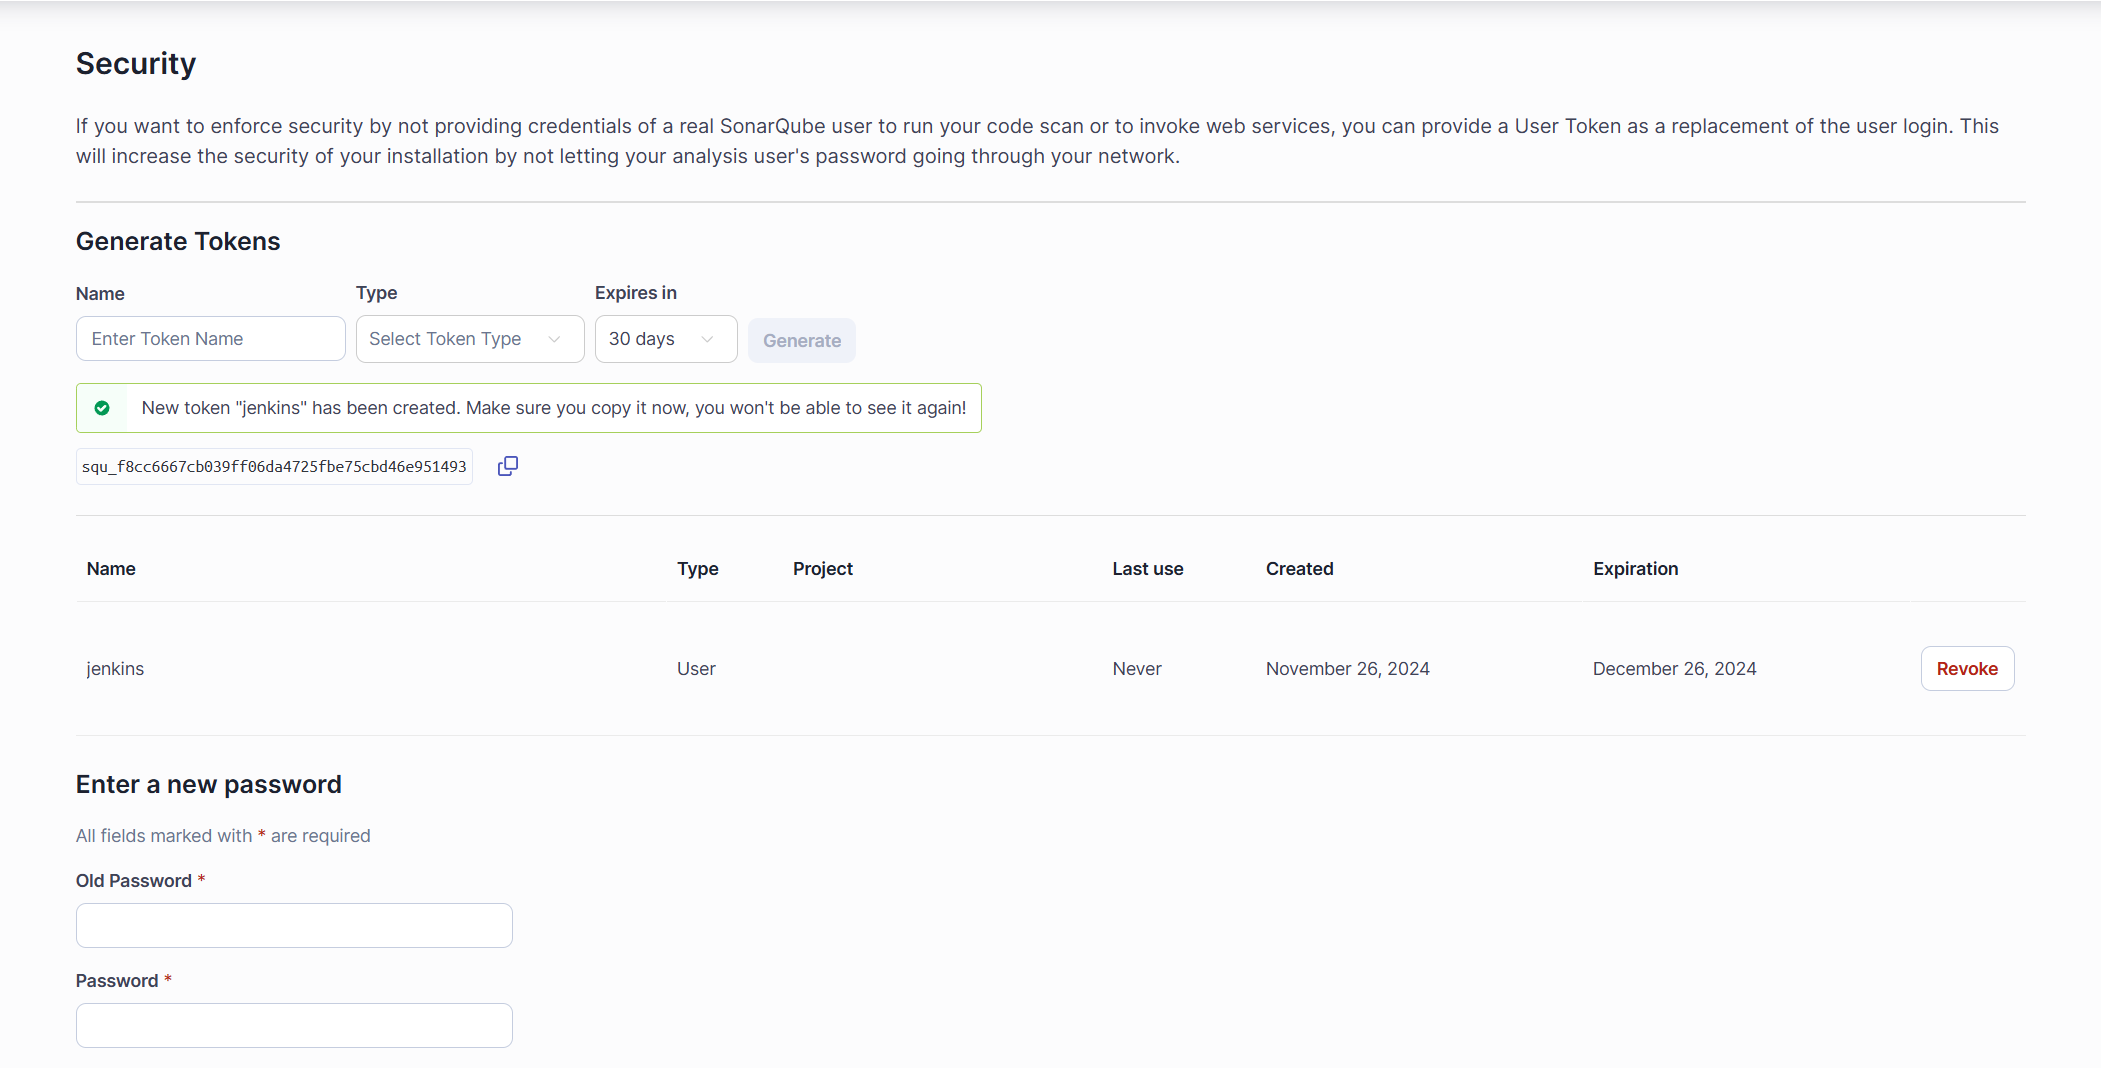 Security
If you want to enforce security by not providing credentials of a real SonarQube user to run your code scan or to invoke web services, you can provide a User Token as a replacement of the user login. This
will increase the security of your installation by not letting your analysis user's password going through your network.
Generate Tokens
Name Type Expires in
Enter Token Name Select Token Type 30 days Generate
New token "jenkins" has been created. Make sure you copy it now, you won't be able to see it again!
squ_f8cc6667cb039ff06da4725fbe75cbd46e951493
Name Type Project Last use Created Expiration
jenkins User Never November 26, 2024 December 26, 2024 Revoke
Enter a new password
All fields marked with * are required
Old Password *
Password *